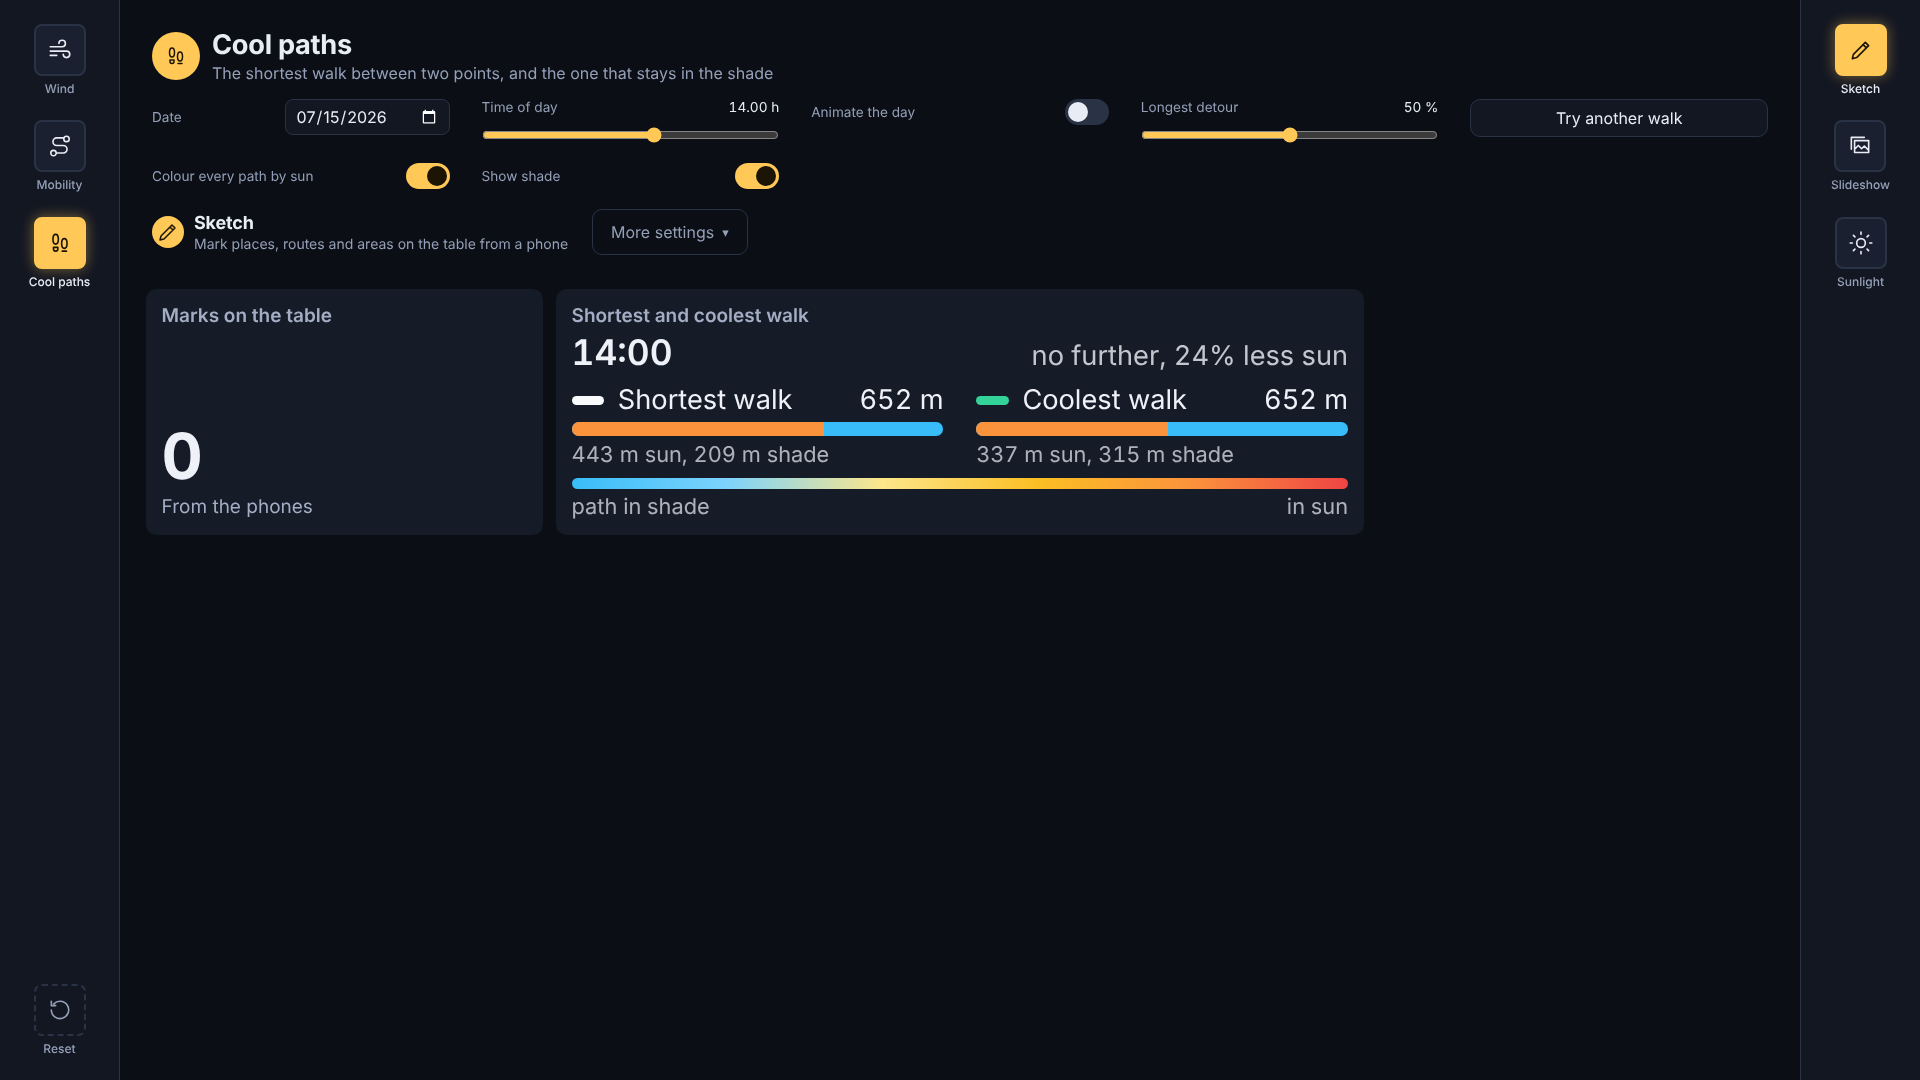 Wind
Mobility
Cool paths
Reset
Cool paths
The shortest walk between two points, and the one that stays in the shade
Date 07/15/2026
Time of day 14.00 h
Animate the day
Longest detour 50 %
Try another walk
Colour every path by sun
Show shade
Sketch
Mark places, routes and areas on the table from a phone
More settings ▾
Marks on the table
0
From the phones
Shortest and coolest walk
14:00 no further, 24% less sun
Shortest walk 652 m
443 m sun, 209 m shade
Coolest walk 652 m
337 m sun, 315 m shade
path in shade in sun
Sketch
Slideshow
Sunlight